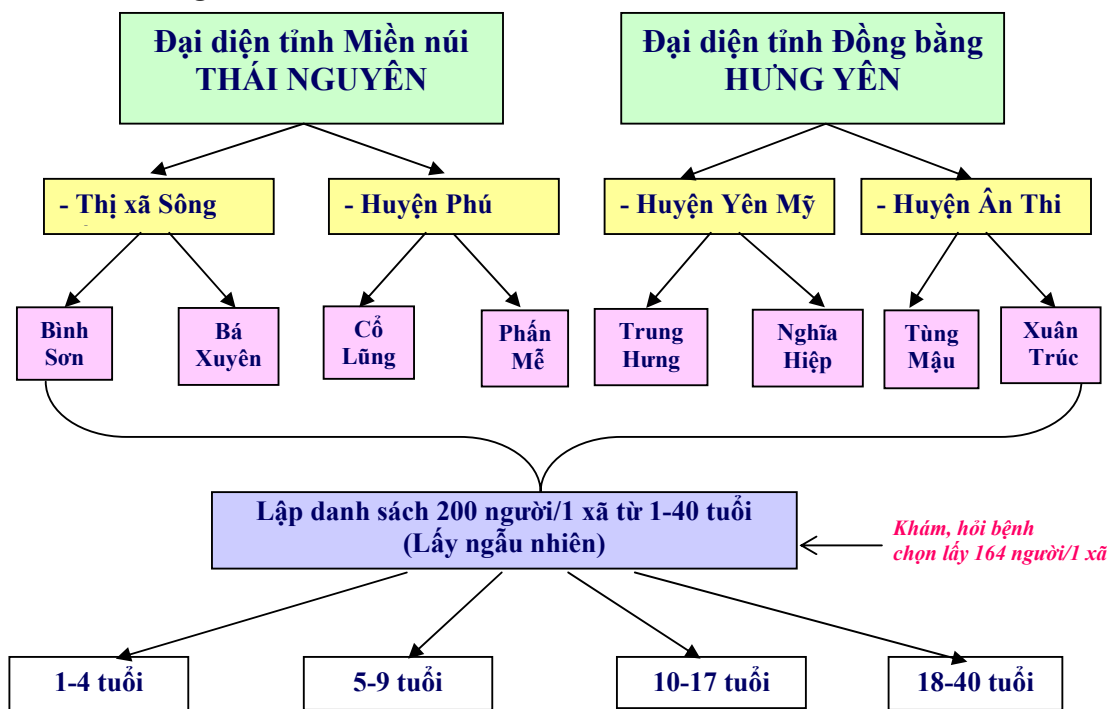 Đại diện tỉnh Miền núi
THÁI NGUYÊN
Đại diện tỉnh Đồng bằng
HƯNG YÊN
- Thị xã Sông
- Huyện Phú
- Huyện Yên Mỹ
- Huyện Ân Thi
Bình
Sơn
Bá
Xuyên
Cổ
Lũng
Phấn
Mễ
Trung
Hưng
Nghĩa
Hiệp
Tùng
Mậu
Xuân
Trúc
Lập danh sách 200 người/1 xã từ 1-40 tuổi
(Lấy ngẫu nhiên)
Khám, hỏi bệnh
chọn lấy 164 người/1 xã
1-4 tuổi
5-9 tuổi
10-17 tuổi
18-40 tuổi